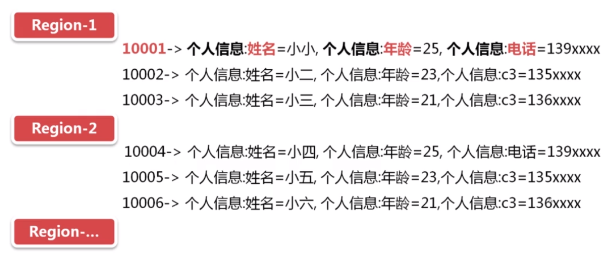 Region-1
10001-> 个人信息:姓名=小小, 个人信息:年龄=25, 个人信息:电话=139xxxx
10002-> 个人信息:姓名=小二, 个人信息:年龄=23,个人信息:c3=135xxxx
10003-> 个人信息:姓名=小三, 个人信息:年龄=21,个人信息:c3=136xxxx
Region-2
10004-> 个人信息:姓名=小四, 个人信息:年龄=25, 个人信息:电话=139xxxx
10005-> 个人信息:姓名=小五, 个人信息:年龄=23,个人信息:c3=135xxxx
10006-> 个人信息:姓名=小六, 个人信息:年龄=21,个人信息:c3=136xxxx
Region-...